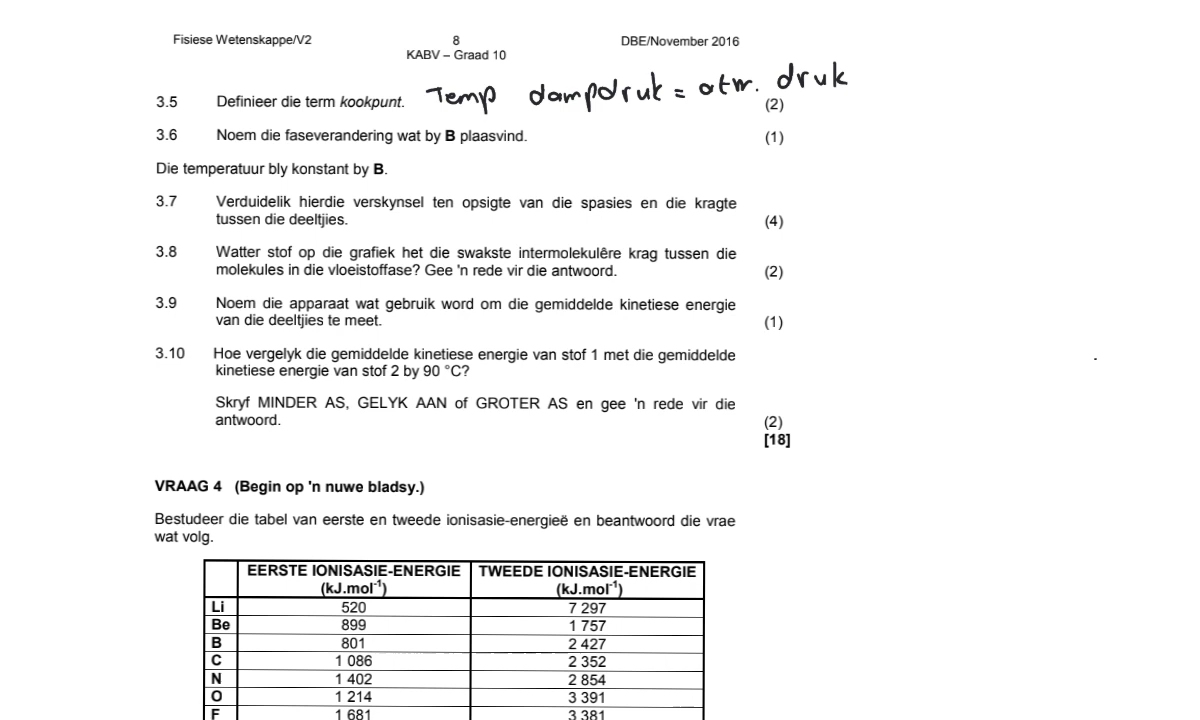 Fisiese Wetenskappe/V2 8 DBE/November 2016
KABV – Graad 10
3.5 Definieer die term kookpunt. Temp dampdruk = atm. druk (2)
3.6 Noem die faseverandering wat by B plaasvind. (1)
Die temperatuur bly konstant by B.
3.7 Verduidelik hierdie verskynsel ten opsigte van die spasies en die kragte
tussen die deeltjies. (4)
3.8 Watter stof op die grafiek het die swakste intermolekulêre krag tussen die
molekules in die vloeistoffase? Gee 'n rede vir die antwoord. (2)
3.9 Noem die apparaat wat gebruik word om die gemiddelde kinetiese energie
van die deeltjies te meet. (1)
3.10 Hoe vergelyk die gemiddelde kinetiese energie van stof 1 met die gemiddelde
kinetiese energie van stof 2 by 90 °C?
Skryf MINDER AS, GELYK AAN of GROTER AS en gee 'n rede vir die
antwoord. (2)
[18]
VRAAG 4 (Begin op 'n nuwe bladsy.)
Bestudeer die tabel van eerste en tweede ionisasie-energieë en beantwoord die vrae
wat volg.
EERSTE IONISASIE-ENERGIE TWEEDE IONISASIE-ENERGIE
(kJ.mol⁻¹) (kJ.mol⁻¹)
Li 520 7 297
Be 899 1 757
B 801 2 427
C 1 086 2 352
N 1 402 2 854
O 1 214 3 391
F 1 681 3 381